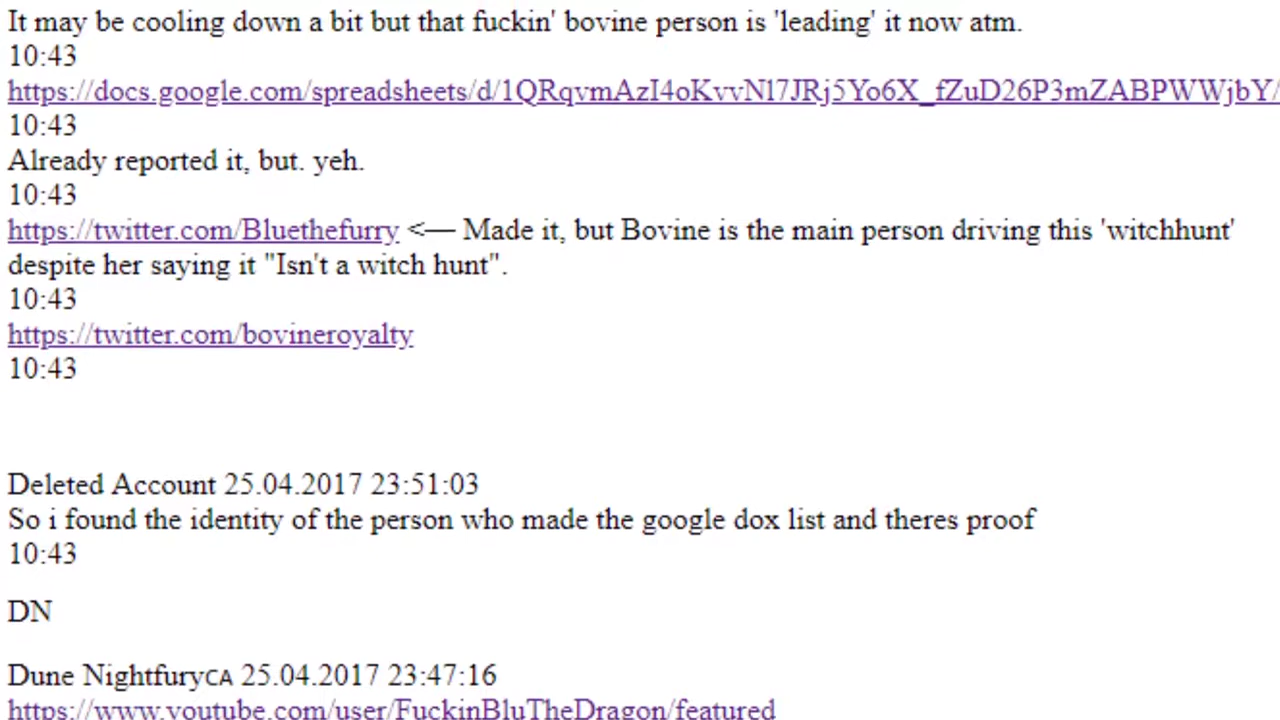 It may be cooling down a bit but that fuckin' bovine person is 'leading' it now atm.
10:43
https://docs.google.com/spreadsheets/d/1QRqvmAzI4oKvvN17JRj5Yo6X_fZuD26P3mZABPWWjbY/
10:43
Already reported it, but. yeh.
10:43
https://twitter.com/Bluethefurry <— Made it, but Bovine is the main person driving this 'witchhunt'
despite her saying it "Isn't a witch hunt".
10:43
https://twitter.com/bovineroyalty
10:43
Deleted Account 25.04.2017 23:51:03
So i found the identity of the person who made the google dox list and theres proof
10:43
DN
Dune NightfuryCA 25.04.2017 23:47:16
https://www.youtube.com/user/FuckinBluTheDragon/featured